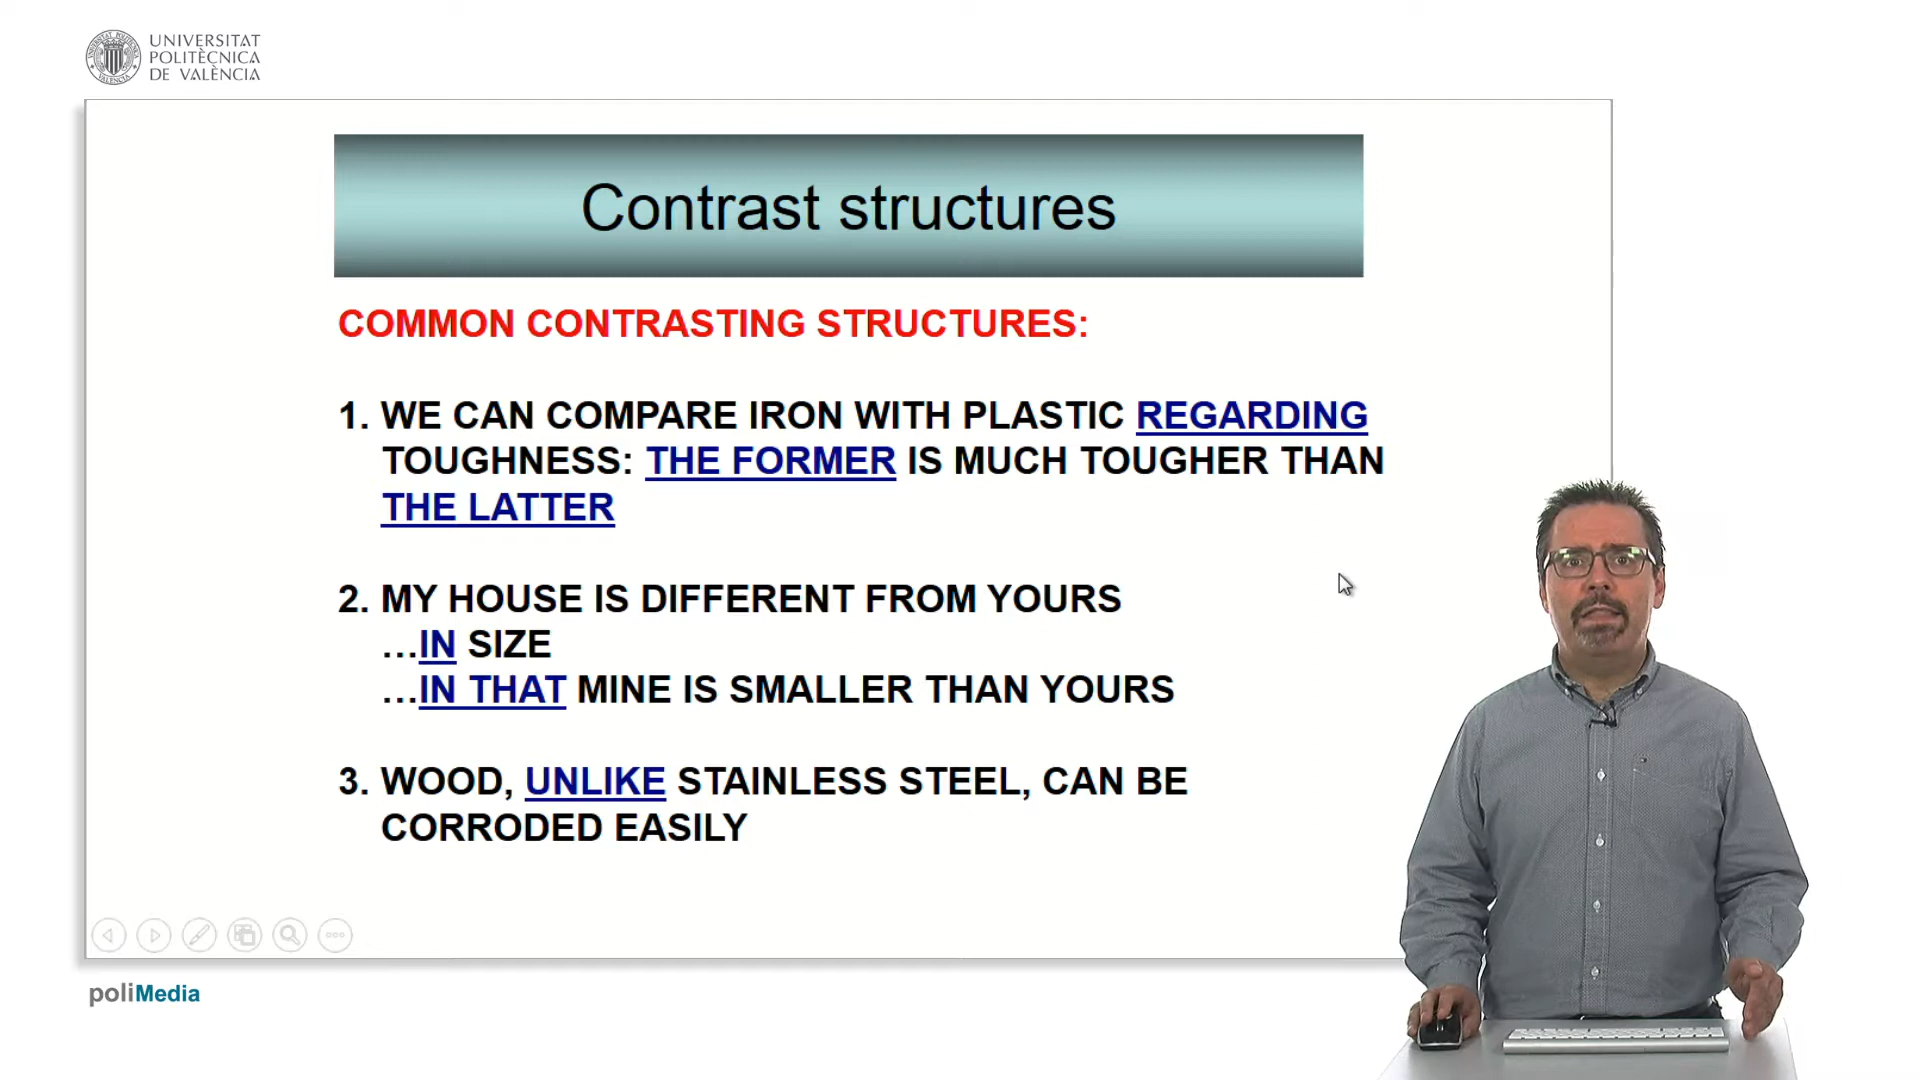 UNIVERSITAT
POLITÈCNICA
DE VALÈNCIA
Contrast structures
COMMON CONTRASTING STRUCTURES:
1. WE CAN COMPARE IRON WITH PLASTIC REGARDING
TOUGHNESS: THE FORMER IS MUCH TOUGHER THAN
THE LATTER
2. MY HOUSE IS DIFFERENT FROM YOURS
...IN SIZE
...IN THAT MINE IS SMALLER THAN YOURS
3. WOOD, UNLIKE STAINLESS STEEL, CAN BE
CORRODED EASILY
poliMedia